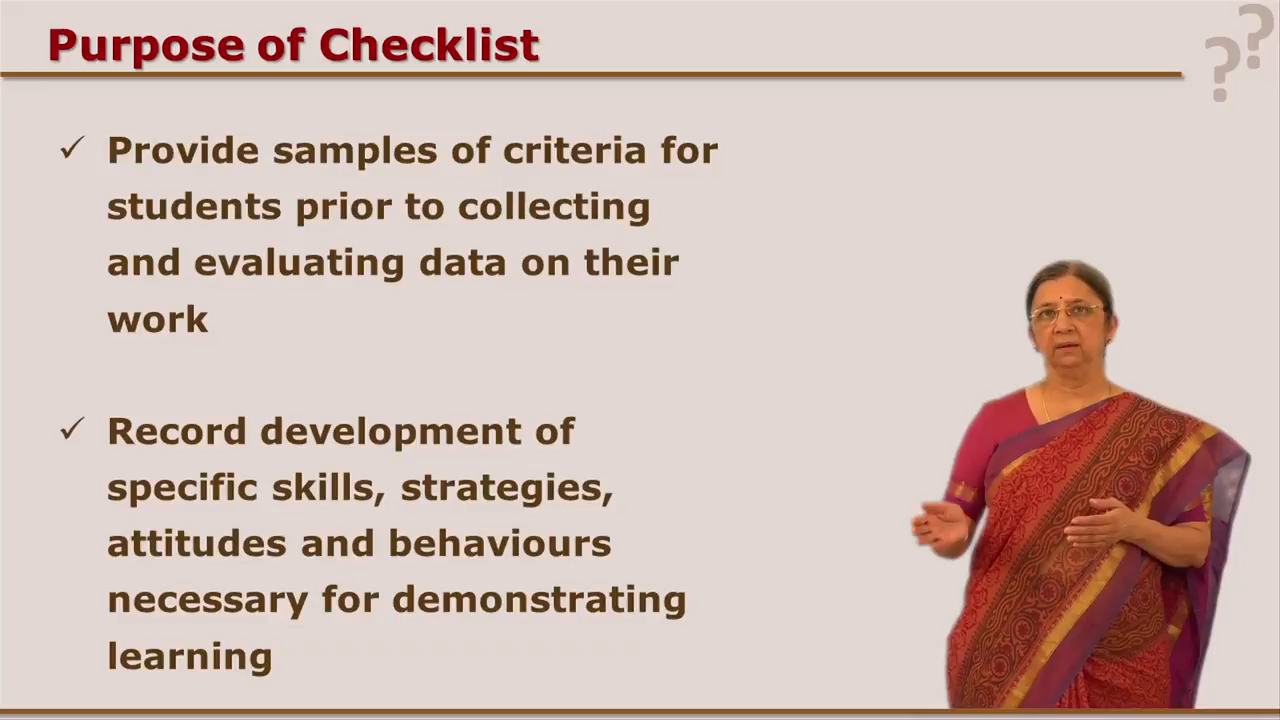 Purpose of Checklist
??
✓ Provide samples of criteria for
students prior to collecting
and evaluating data on their
work
✓ Record development of
specific skills, strategies,
attitudes and behaviours
necessary for demonstrating
learning